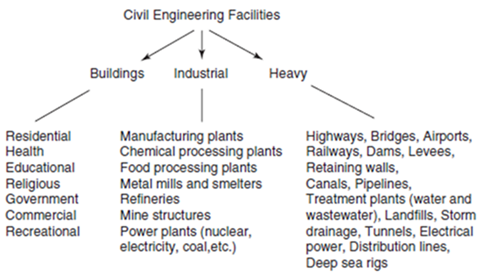 Civil Engineering Facilities
Buildings
Industrial
Heavy
Residential
Health
Educational
Religious
Government
Commercial
Recreational
Manufacturing plants
Chemical processing plants
Food processing plants
Metal mills and smelters
Refineries
Mine structures
Power plants (nuclear,
electricity, coal,etc.)
Highways, Bridges, Airports,
Railways, Dams, Levees,
Retaining walls,
Canals, Pipelines,
Treatment plants (water and
wastewater), Landfills, Storm
drainage, Tunnels, Electrical
power, Distribution lines,
Deep sea rigs